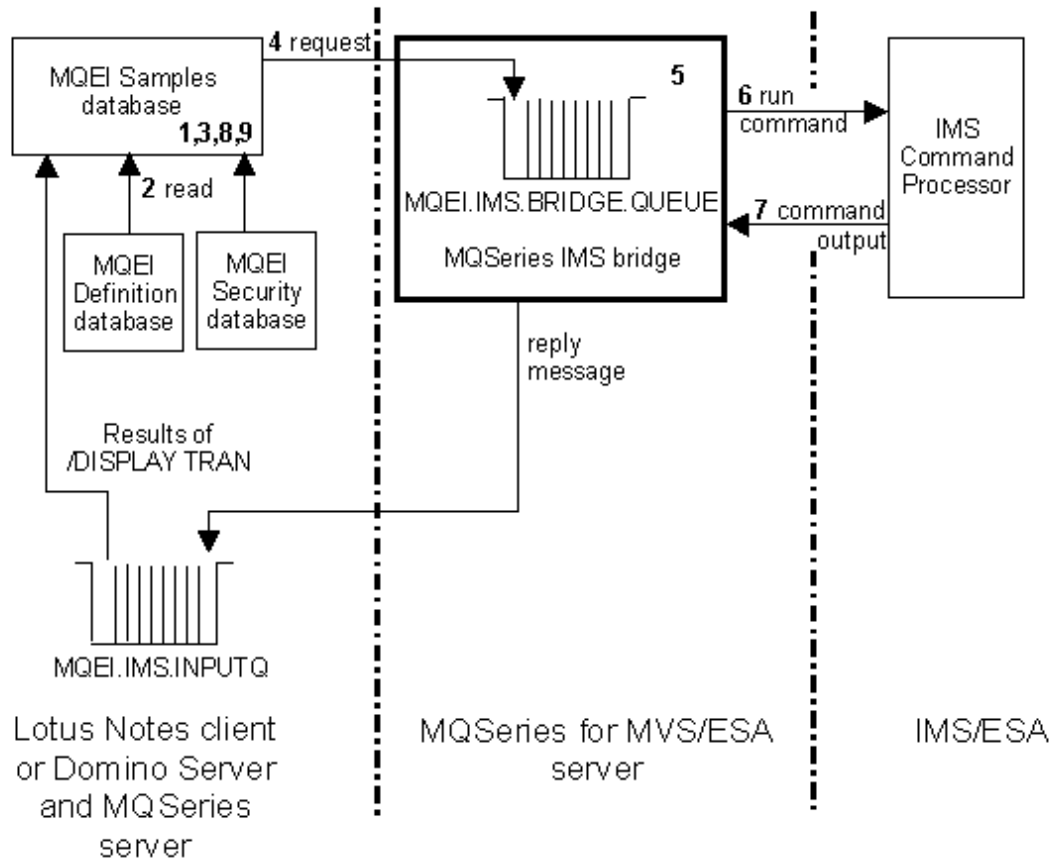 4 request
MQEI Samples
database
1,3,8,9
2 read
MQEI
Definition
database
MQEI
Security
database
5
MQEI.IMS.BRIDGE.QUEUE
MQSeries IMS bridge
6 run
command
7 command
output
IMS
Command
Processor
reply
message
Results of
/DISPLAY TRAN
MQEI.IMS.INPUTQ
Lotus Notes client
or Domino Server
and MQSeries
server
MQSeries for MVS/ESA
server
IMS/ESA